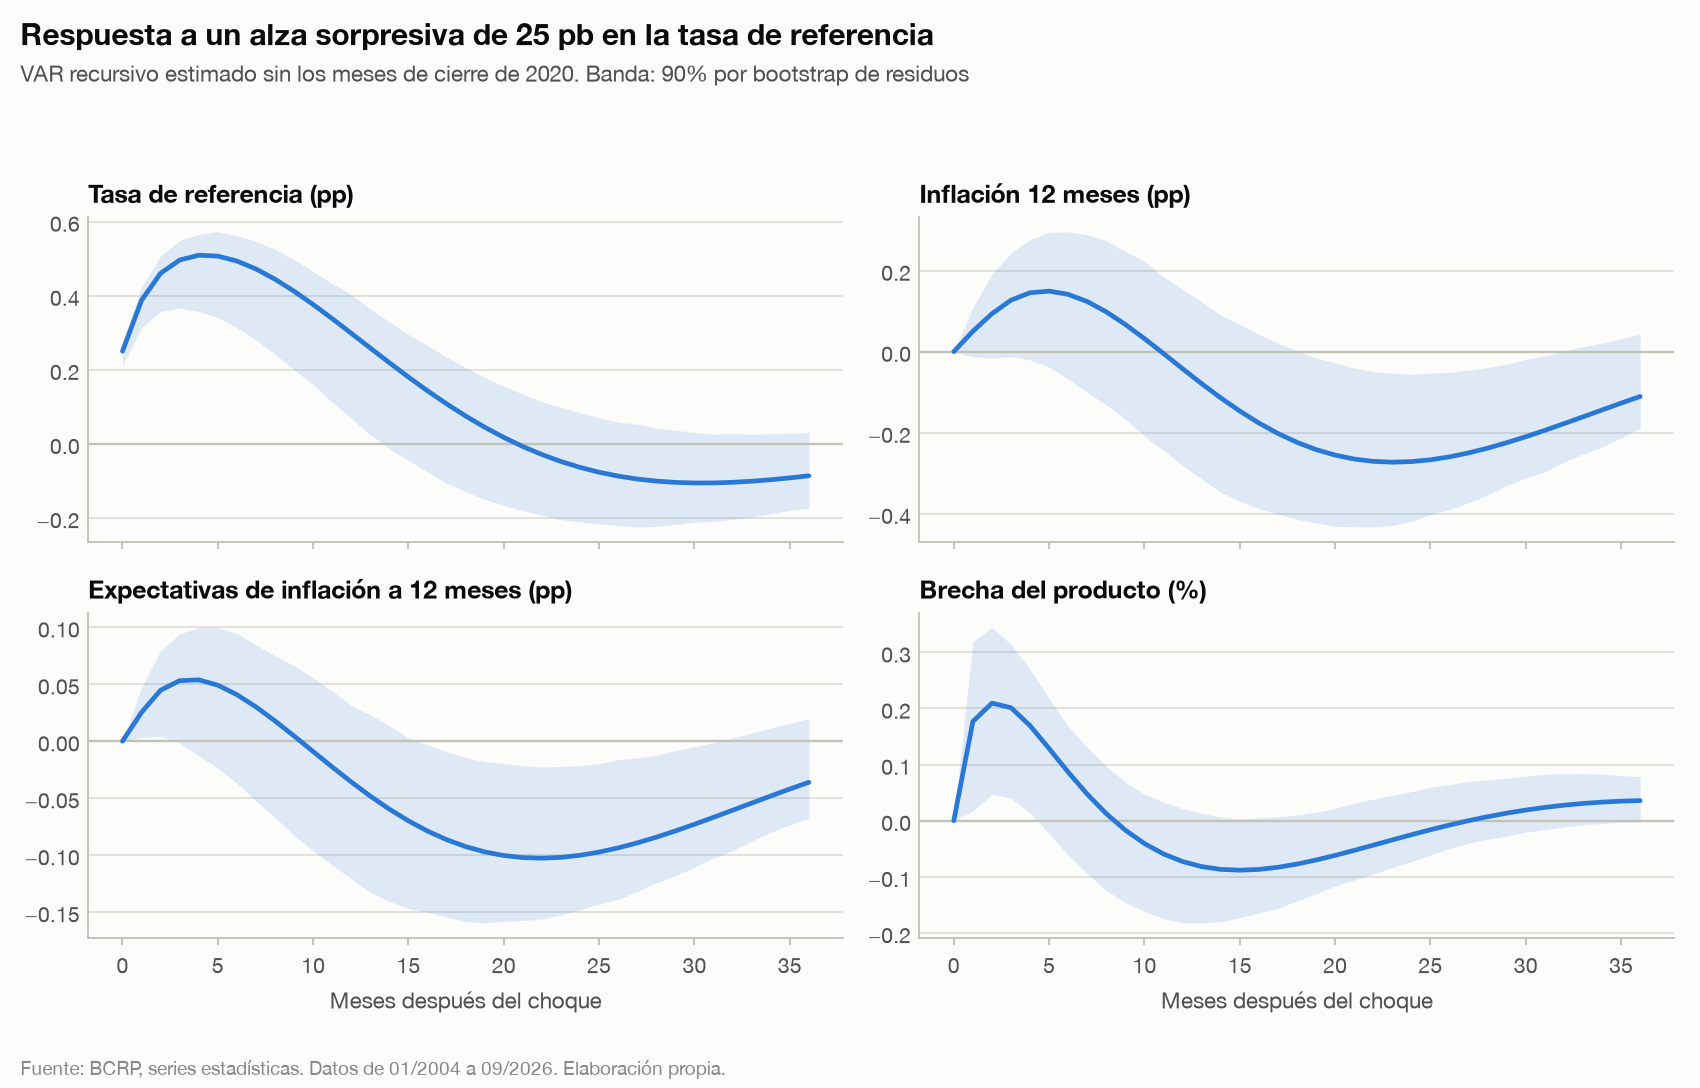 Respuesta a un alza sorpresiva de 25 pb en la tasa de referencia
VAR recursivo estimado sin los meses de cierre de 2020. Banda: 90% por bootstrap de residuos
Tasa de referencia (pp)
0.6
0.4
0.2
0.0
−0.2
Inflación 12 meses (pp)
0.2
0.0
−0.2
−0.4
Expectativas de inflación a 12 meses (pp)
0.10
0.05
0.00
−0.05
−0.10
−0.15
0 5 10 15 20 25 30 35
Meses después del choque
Brecha del producto (%)
0.3
0.2
0.1
0.0
−0.1
−0.2
0 5 10 15 20 25 30 35
Meses después del choque
Fuente: BCRP, series estadísticas. Datos de 01/2004 a 09/2026. Elaboración propia.